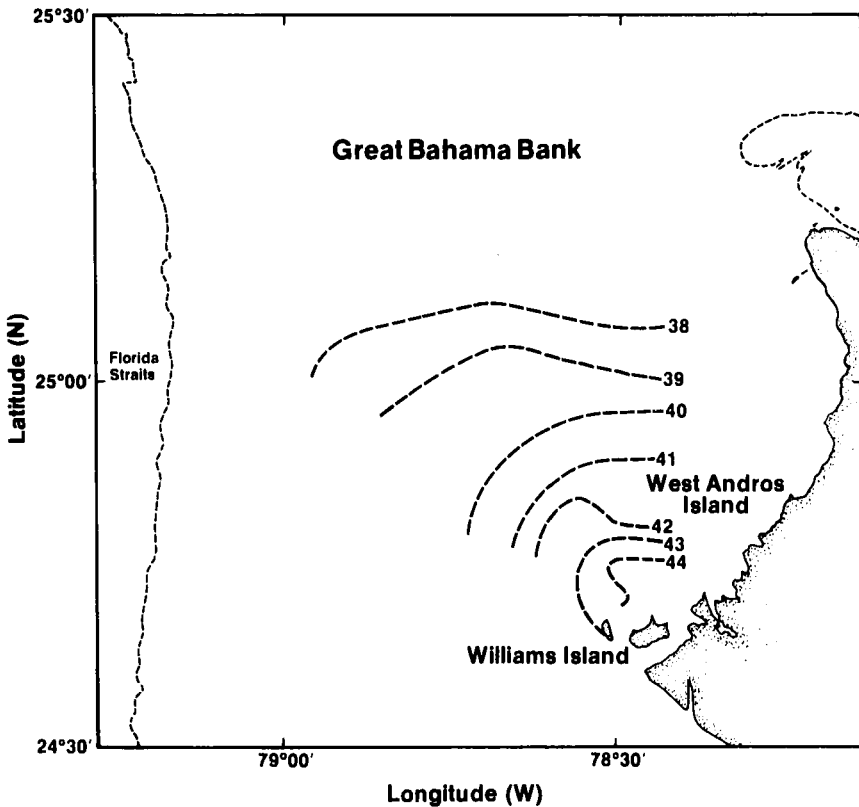 25°30'
Great Bahama Bank
38
Florida
Straits
39
25°00'
40
41
West Andros
Island
42
43
44
Williams Island
24°30'
79°00'
78°30'
Latitude (N)
Longitude (W)